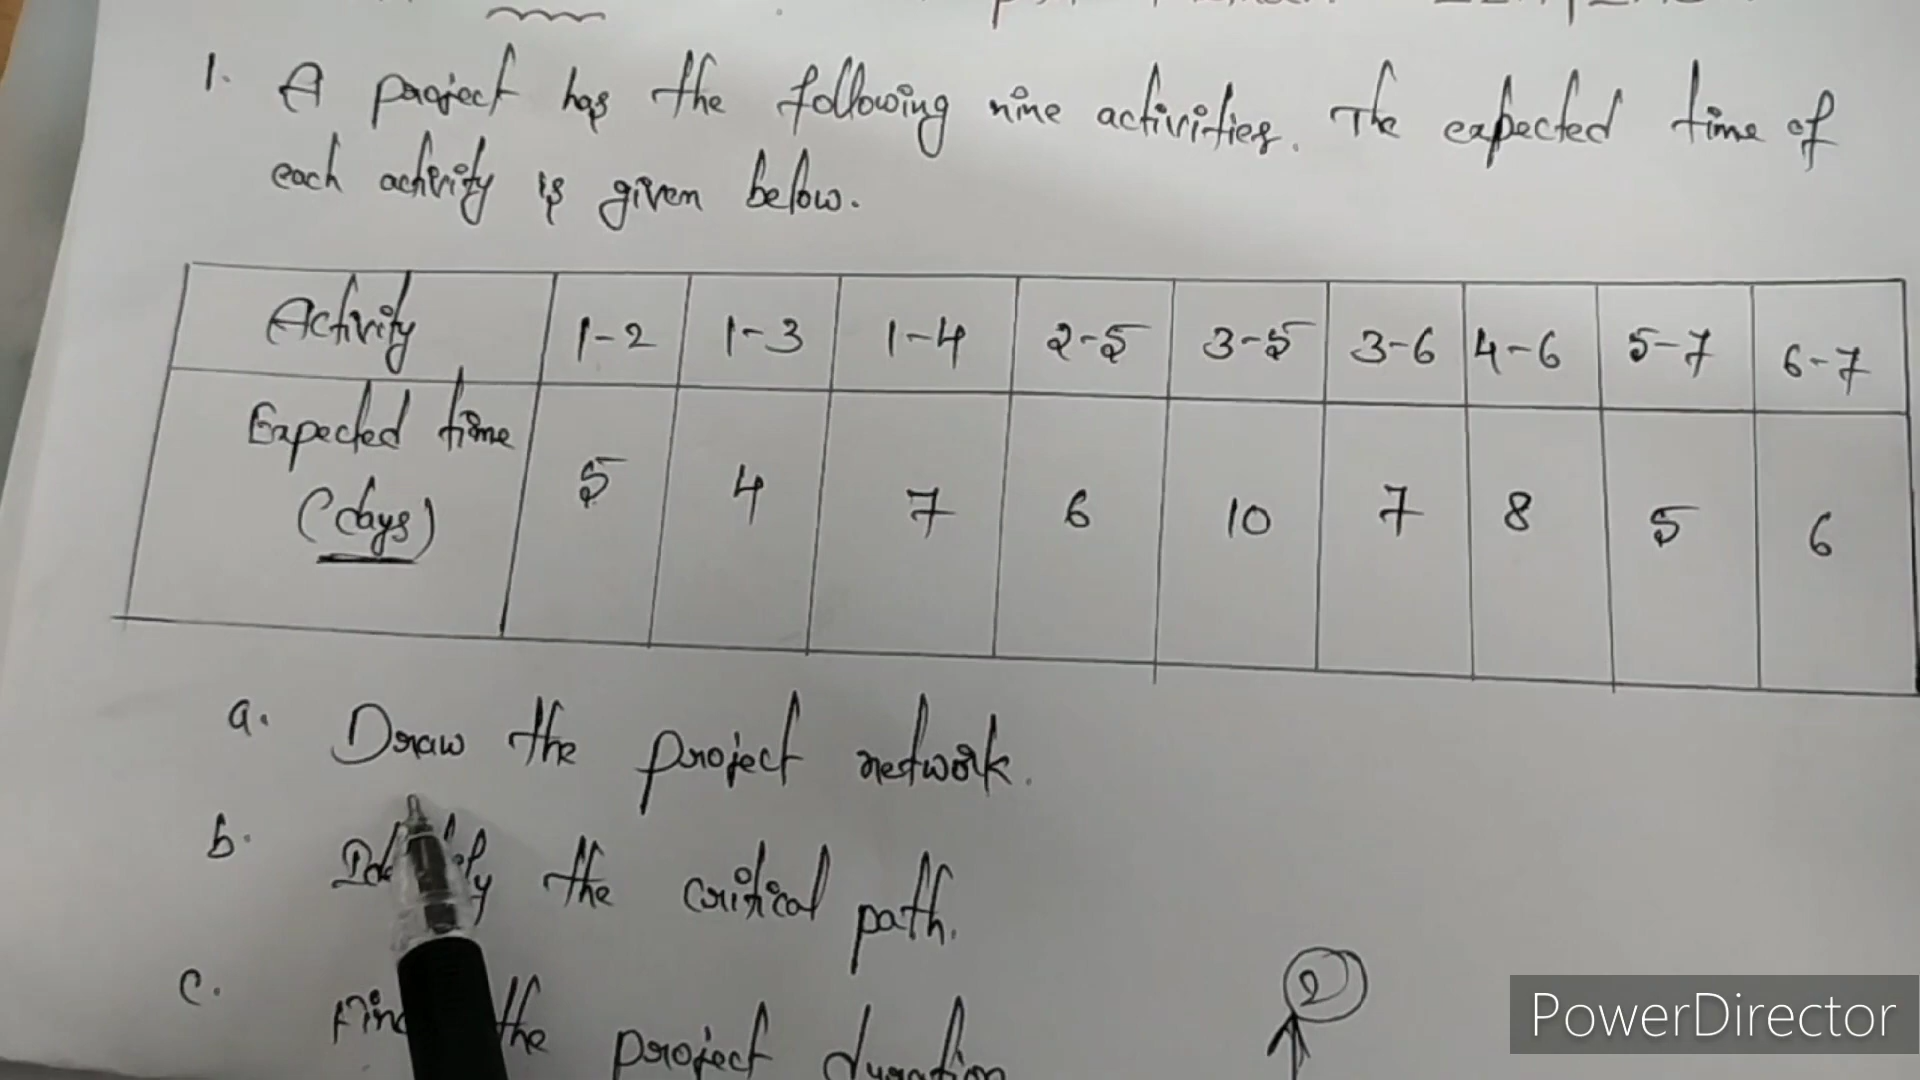 1. A project has the following nine activities. The expected time of
each activity is given below.
Activity 1-2 1-3 1-4 2-5 3-5 3-6 4-6 5-7 6-7
Expected time
(days) 5 4 7 6 10 7 8 5 6
a. Draw the project network.
b. the critical path.
c. the project duration
2
PowerDirector